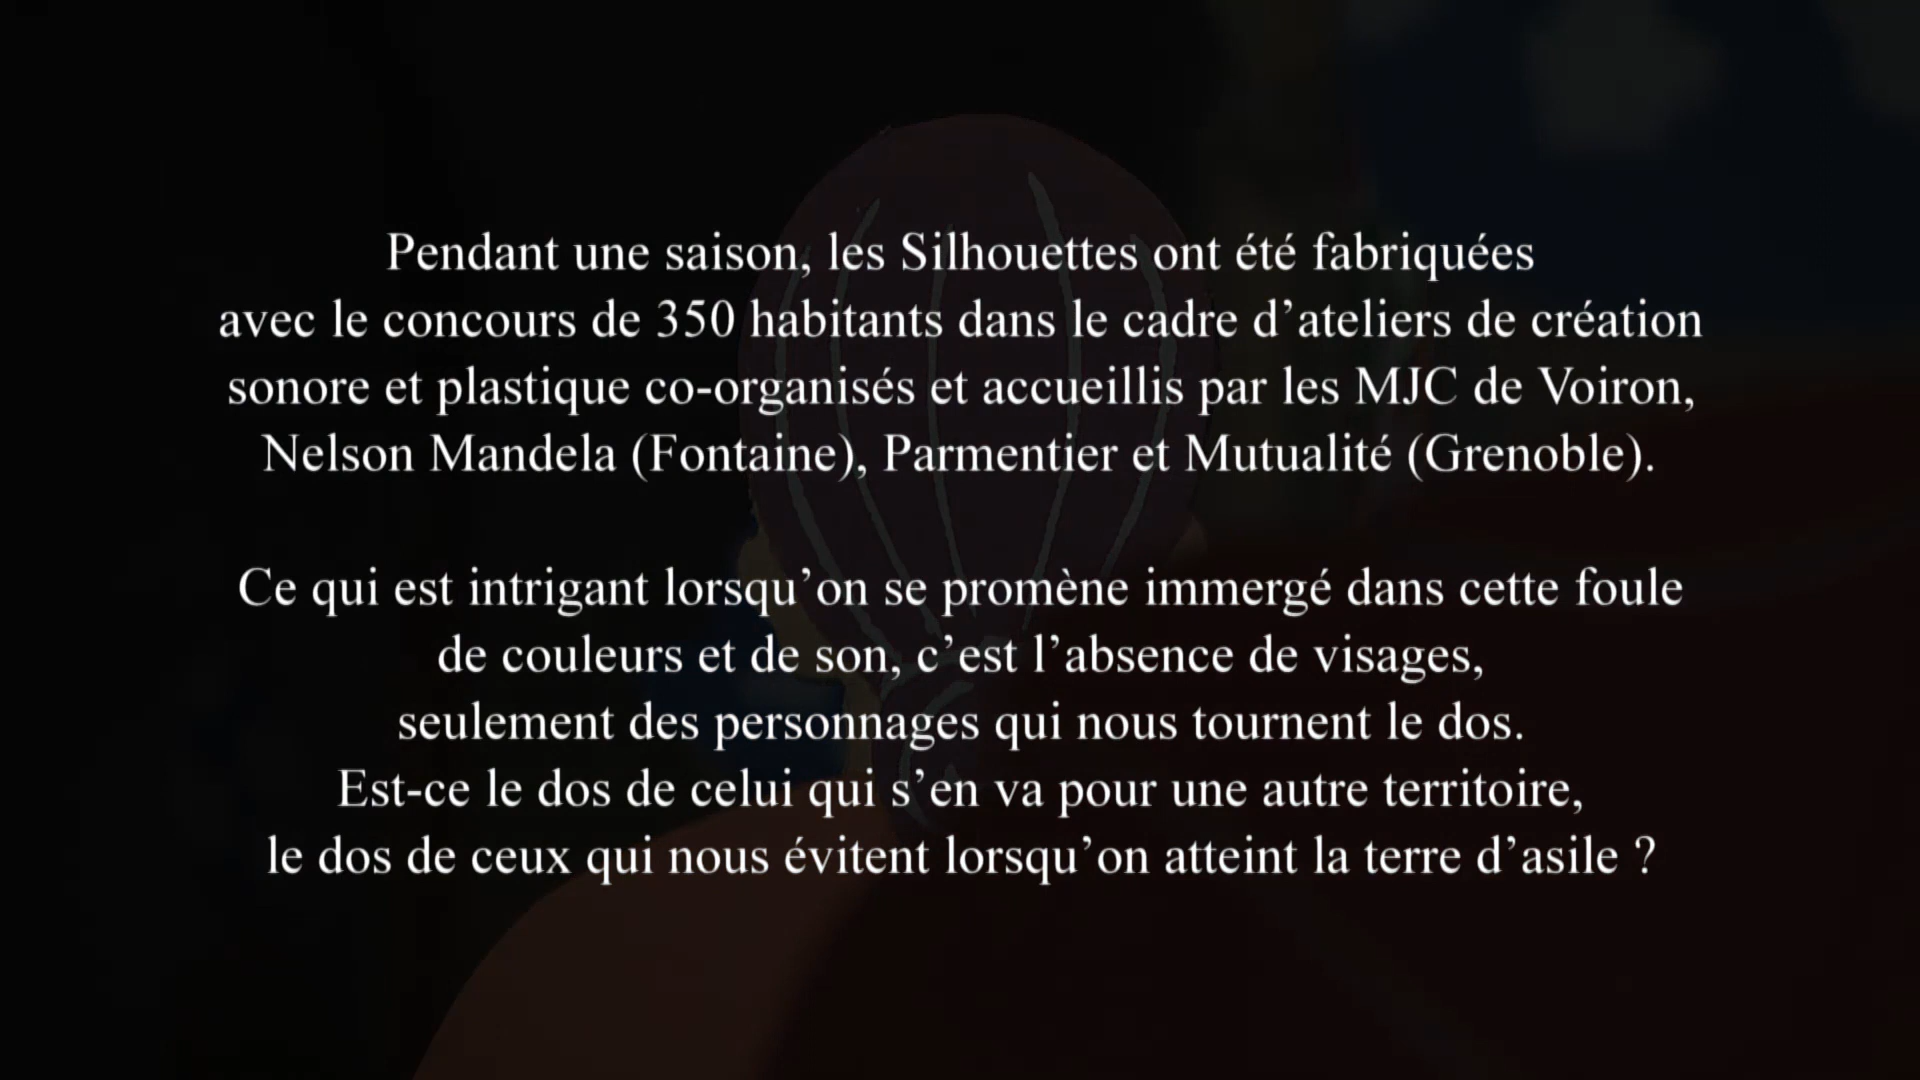 Pendant une saison, les Silhouettes ont été fabriquées
avec le concours de 350 habitants dans le cadre d’ateliers de création
sonore et plastique co-organisés et accueillis par les MJC de Voiron,
Nelson Mandela (Fontaine), Parmentier et Mutualité (Grenoble).
Ce qui est intrigant lorsqu’on se promène immergé dans cette foule
de couleurs et de son, c’est l’absence de visages,
seulement des personnages qui nous tournent le dos.
Est-ce le dos de celui qui s’en va pour une autre territoire,
le dos de ceux qui nous évitent lorsqu’on atteint la terre d’asile ?